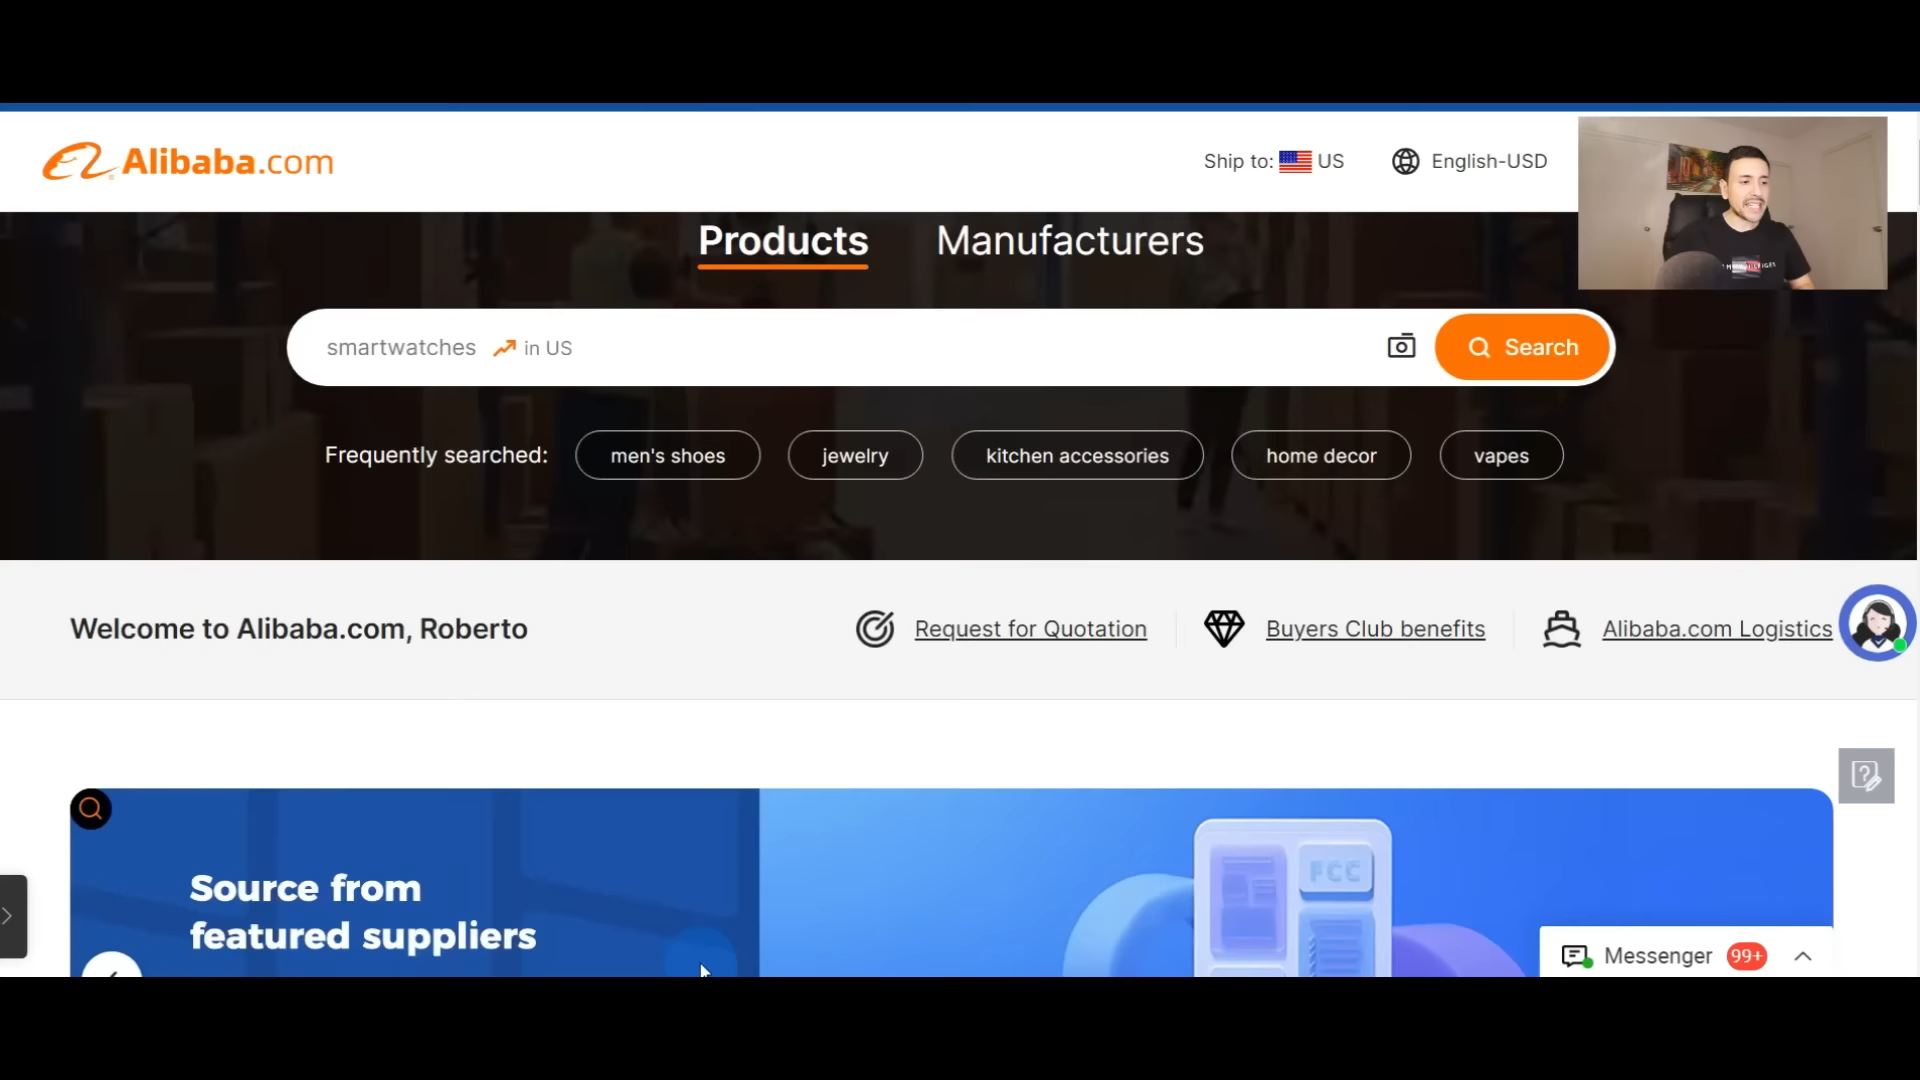 Alibaba.com
Ship to: US
English-USD
Products
Manufacturers
smartwatches in US
Search
Frequently searched:
men's shoes
jewelry
kitchen accessories
home decor
vapes
Welcome to Alibaba.com, Roberto
Request for Quotation
Buyers Club benefits
Alibaba.com Logistics
Source from
featured suppliers
FCC
Messenger 99+